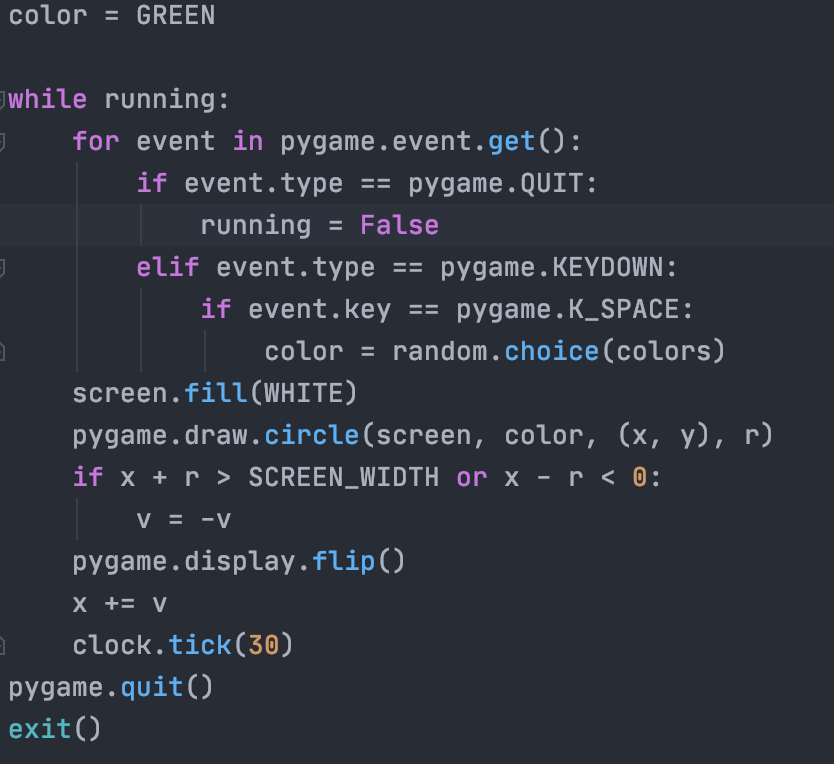 color = GREEN
while running:
    for event in pygame.event.get():
        if event.type == pygame.QUIT:
            running = False
        elif event.type == pygame.KEYDOWN:
            if event.key == pygame.K_SPACE:
                color = random.choice(colors)
    screen.fill(WHITE)
    pygame.draw.circle(screen, color, (x, y), r)
    if x + r > SCREEN_WIDTH or x - r < 0:
        v = -v
    pygame.display.flip()
    x += v
    clock.tick(30)
pygame.quit()
exit()